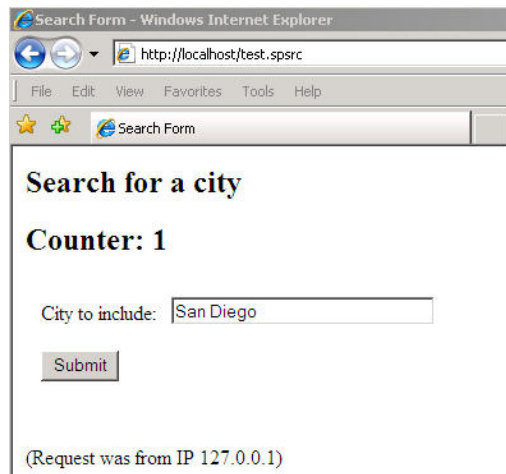 Search Form - Windows Internet Explorer
http://localhost/test.spsrc
File Edit View Favorites Tools Help
Search Form
Search for a city
Counter: 1
City to include: San Diego
Submit
(Request was from IP 127.0.0.1)